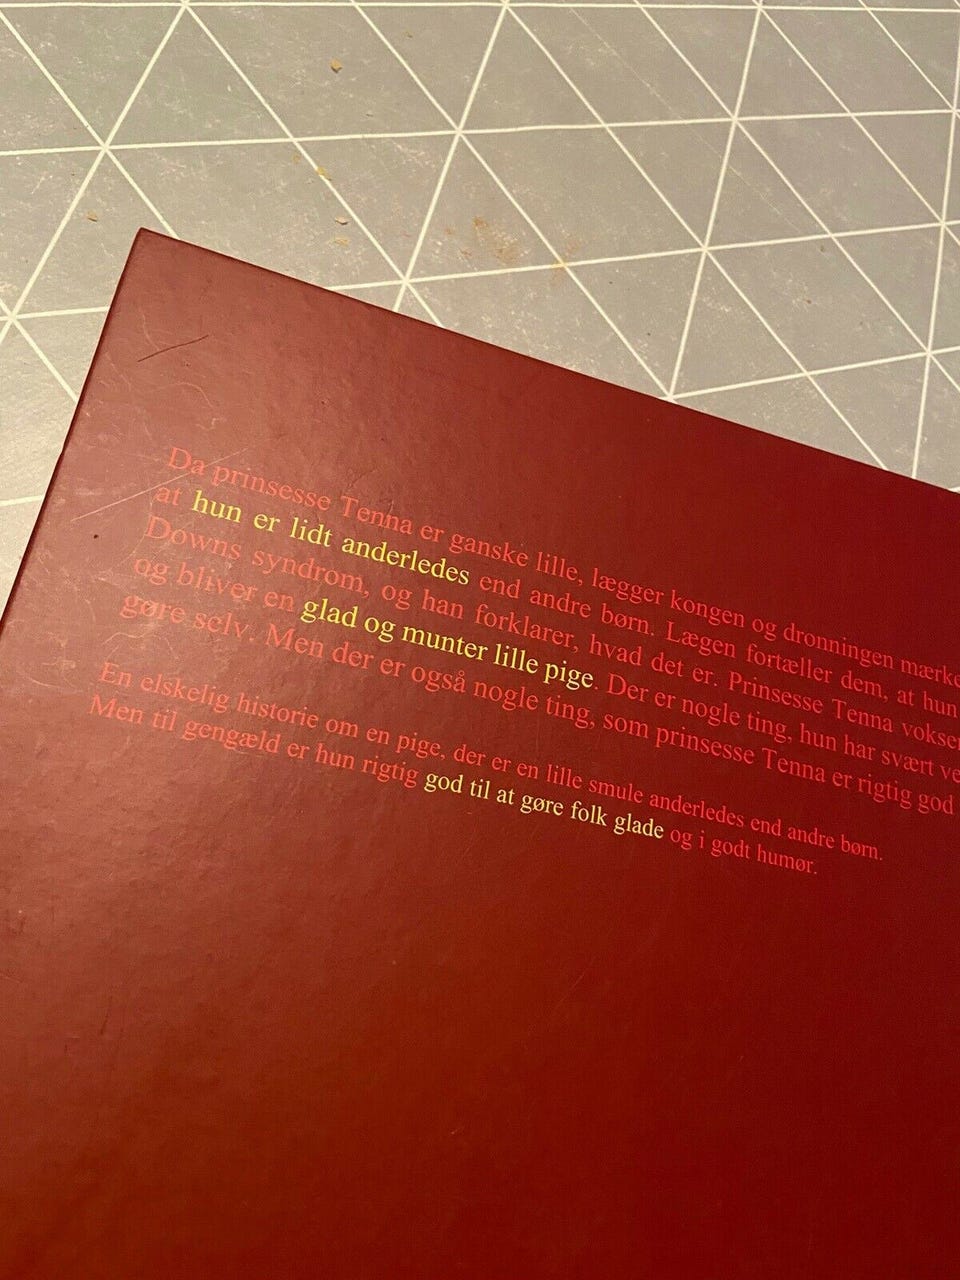 Da prinsesse Tenna er ganske lille, lægger kongen og dronningen mærke
at hun er lidt anderledes end andre børn. Lægen fortæller dem, at hun
Downs syndrom, og han forklarer, hvad det er. Prinsesse Tenna vokser
og bliver en glad og munter lille pige. Der er nogle ting, hun har svært ve
gøre selv. Men der er også nogle ting, som prinsesse Tenna er rigtig god
En elskelig historie om en pige, der er en lille smule anderledes end andre børn.
Men til gengæld er hun rigtig god til at gøre folk glade og i godt humør.